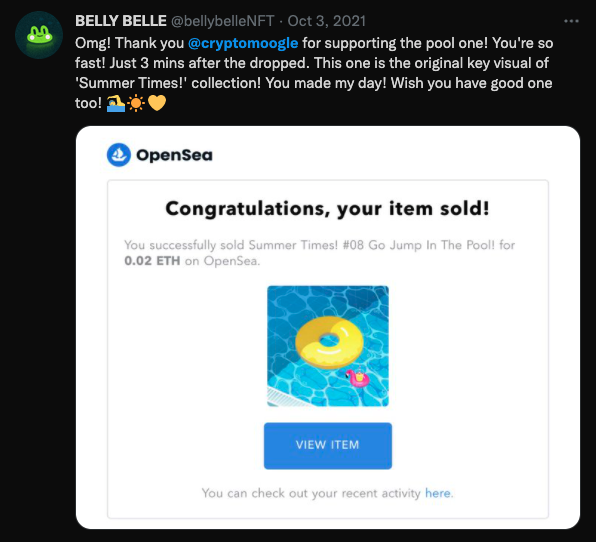 BELLY BELLE @bellybelleNFT · Oct 3, 2021
Omg! Thank you @cryptomoogle for supporting the pool one! You're so
fast! Just 3 mins after the dropped. This one is the original key visual of
'Summer Times!' collection! You made my day! Wish you have good one
too! 🏊☀️💛
OpenSea
Congratulations, your item sold!
You successfully sold Summer Times! #08 Go Jump In The Pool! for
0.02 ETH on OpenSea.
VIEW ITEM
You can check out your recent activity here.